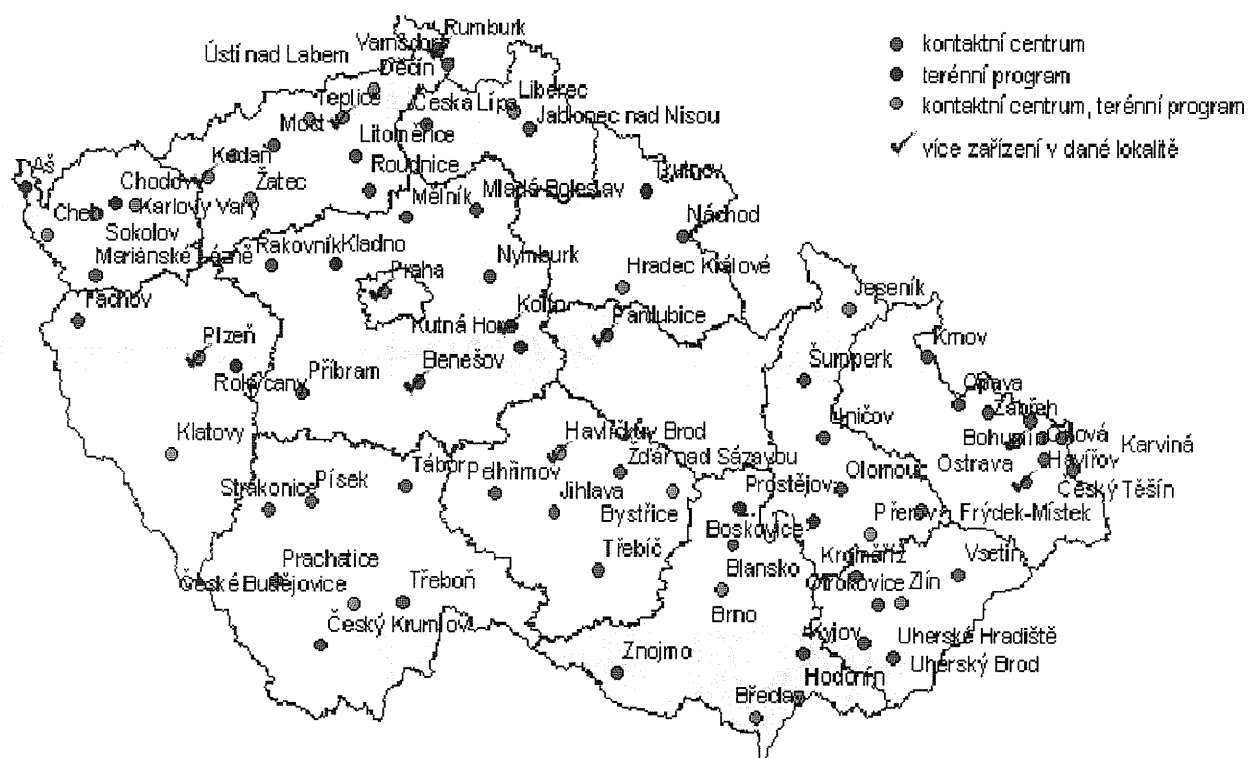 Rumburk
Varnsdorf
Ústí nad Labem
Děčín
kontaktní centrum
terénní program
kontaktní centrum, terénní program
více zařízení v dané lokalitě
Liberec
Teplice
Česka Lípa
Jablonec nad Nisou
Most
Litoměřice
Kadaň
Roudnice
Aš
Chodov
Žatec
Mělník
Mladá Boleslav
Trutnov
Cheb
Karlovy Vary
Sokolov
Náchod
Mariánské Lázně
Rakovník
Kladno
Nymburk
Praha
Hradec Králové
Jeseník
Tachov
Kolín
Pardubice
Kutná Hora
Plzeň
Krnov
Benešov
Rokycany
Příbram
Šumperk
Opava
Zábřeh
Uničov
Klatovy
Havlíčkův Brod
Bohumín
Karviná
Žďár nad Sázavou
Tábor
Pelhřimov
Ostrava
Havířov
Olomouc
Český Těšín
Strakonice
Písek
Jihlava
Prostějov
Bystřice
Přerov
Frýdek-Místek
Boskovice
Prachatice
Třebíč
Kroměříž
Vsetín
České Budějovice
Třeboň
Blansko
Otrokovice
Zlín
Brno
Český Krumlov
Kyjov
Uherské Hradiště
Znojmo
Uherský Brod
Hodonín
Břeclav